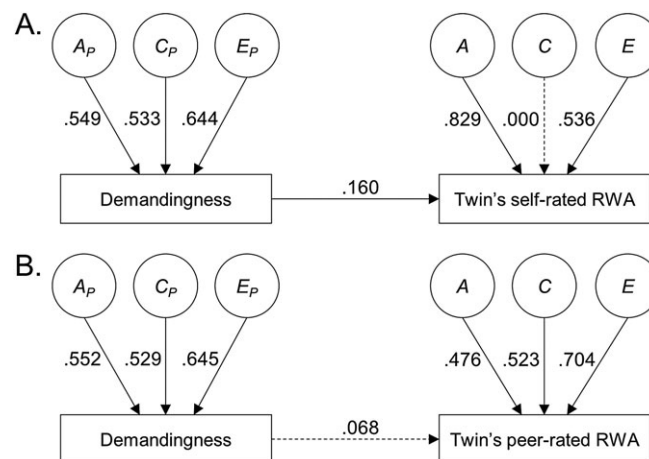 A.
A_P C_P E_P A C E
.549 .533 .644 .829 .000 .536
.160
Demandingness Twin's self-rated RWA
B.
A_P C_P E_P A C E
.552 .529 .645 .476 .523 .704
.068
Demandingness Twin's peer-rated RWA